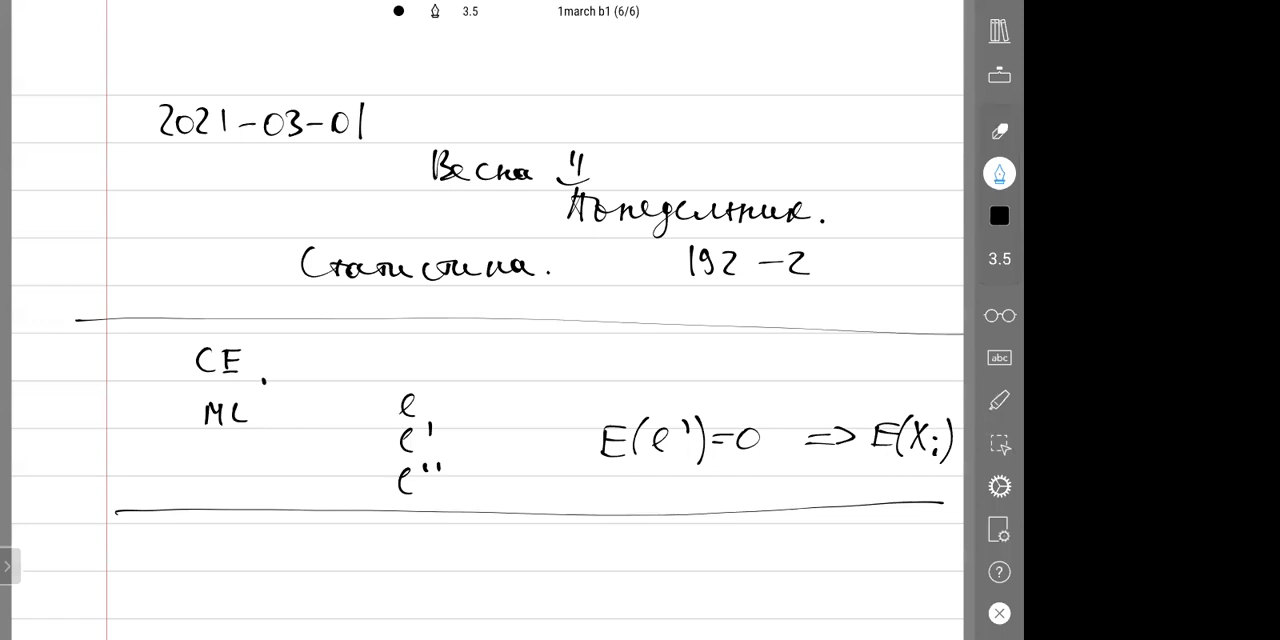 3.5 1march b1 (6/6)
2021-03-01
Весна
Понедельник.
Статистика. 192-2
3.5
CE.
abc
ML ℓ
ℓ' E(ℓ')=0 => E(Xi)
ℓ''